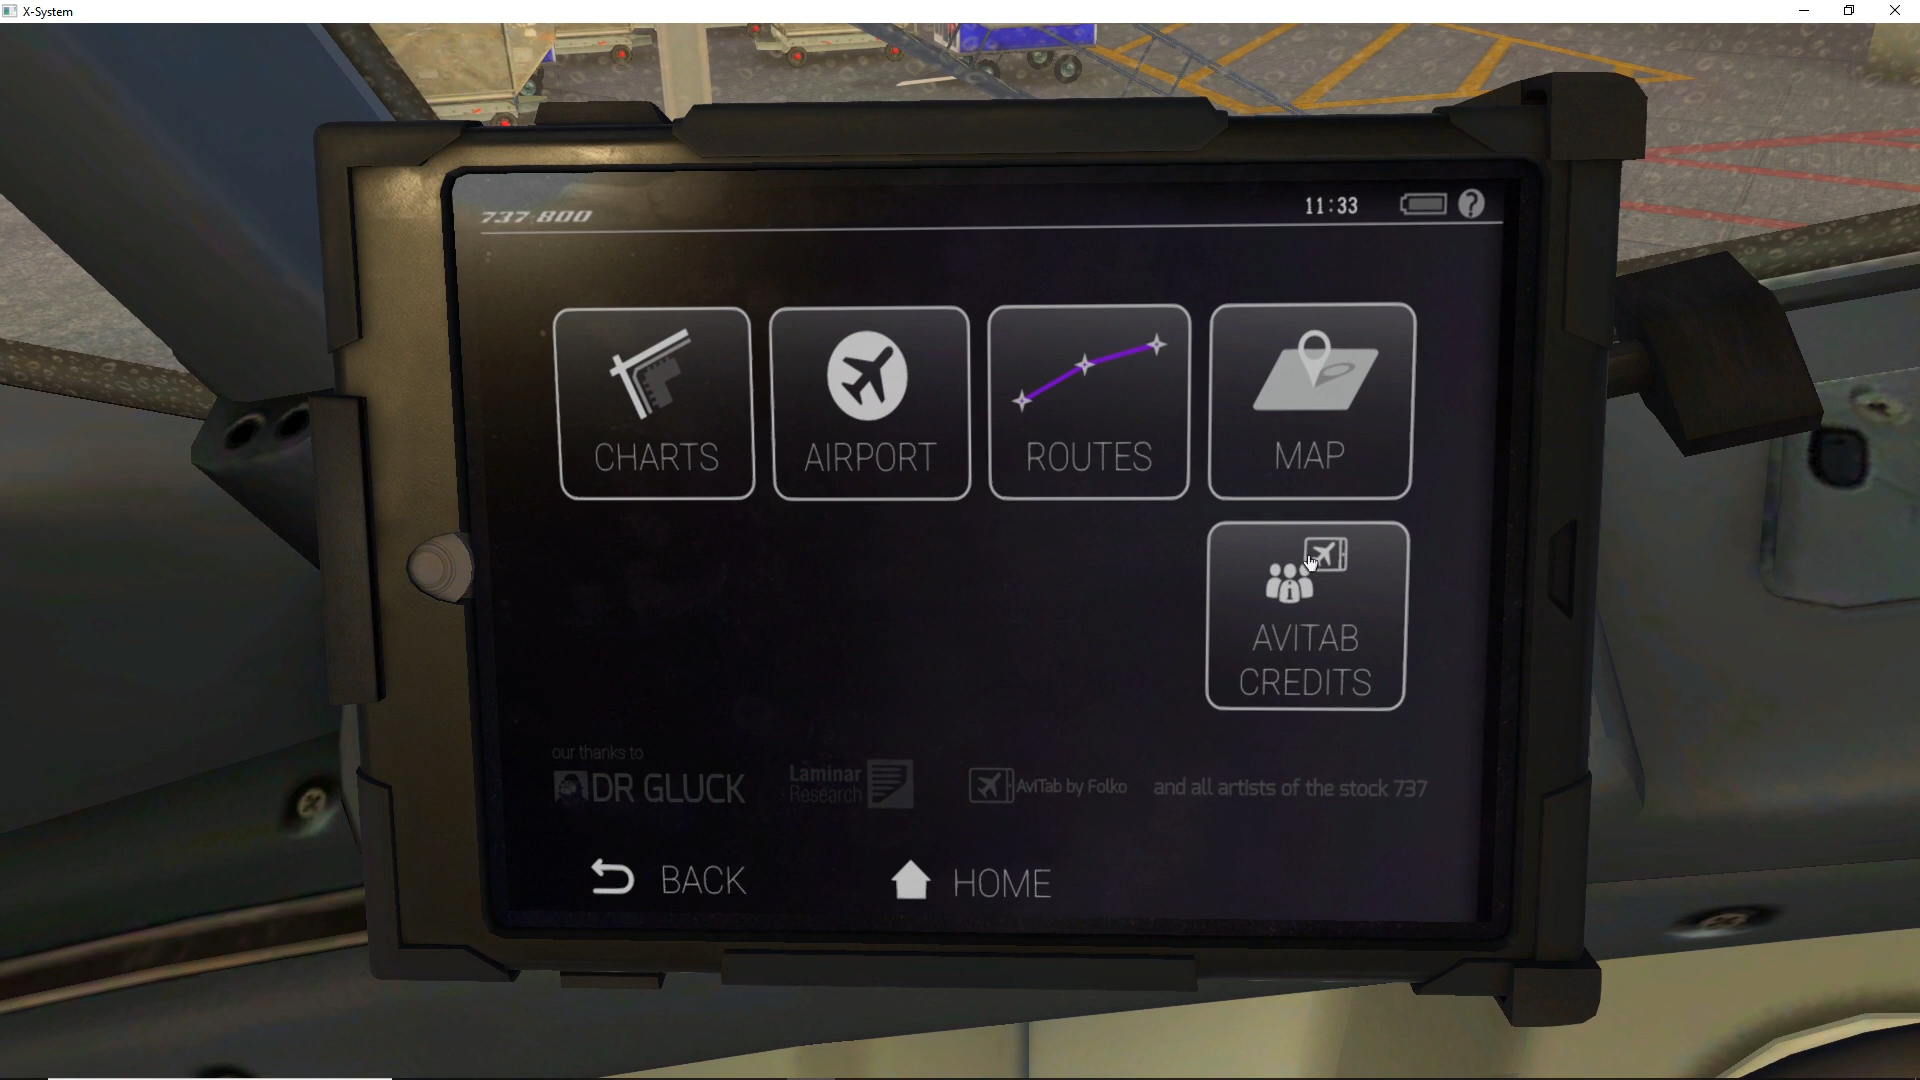 X-System
737-800
11:33
?
CHARTS
AIRPORT
ROUTES
MAP
AVITAB
CREDITS
our thanks to
DR GLUCK
Laminar
Research
AviTab by Folko
and all artists of the stock 737
BACK
HOME